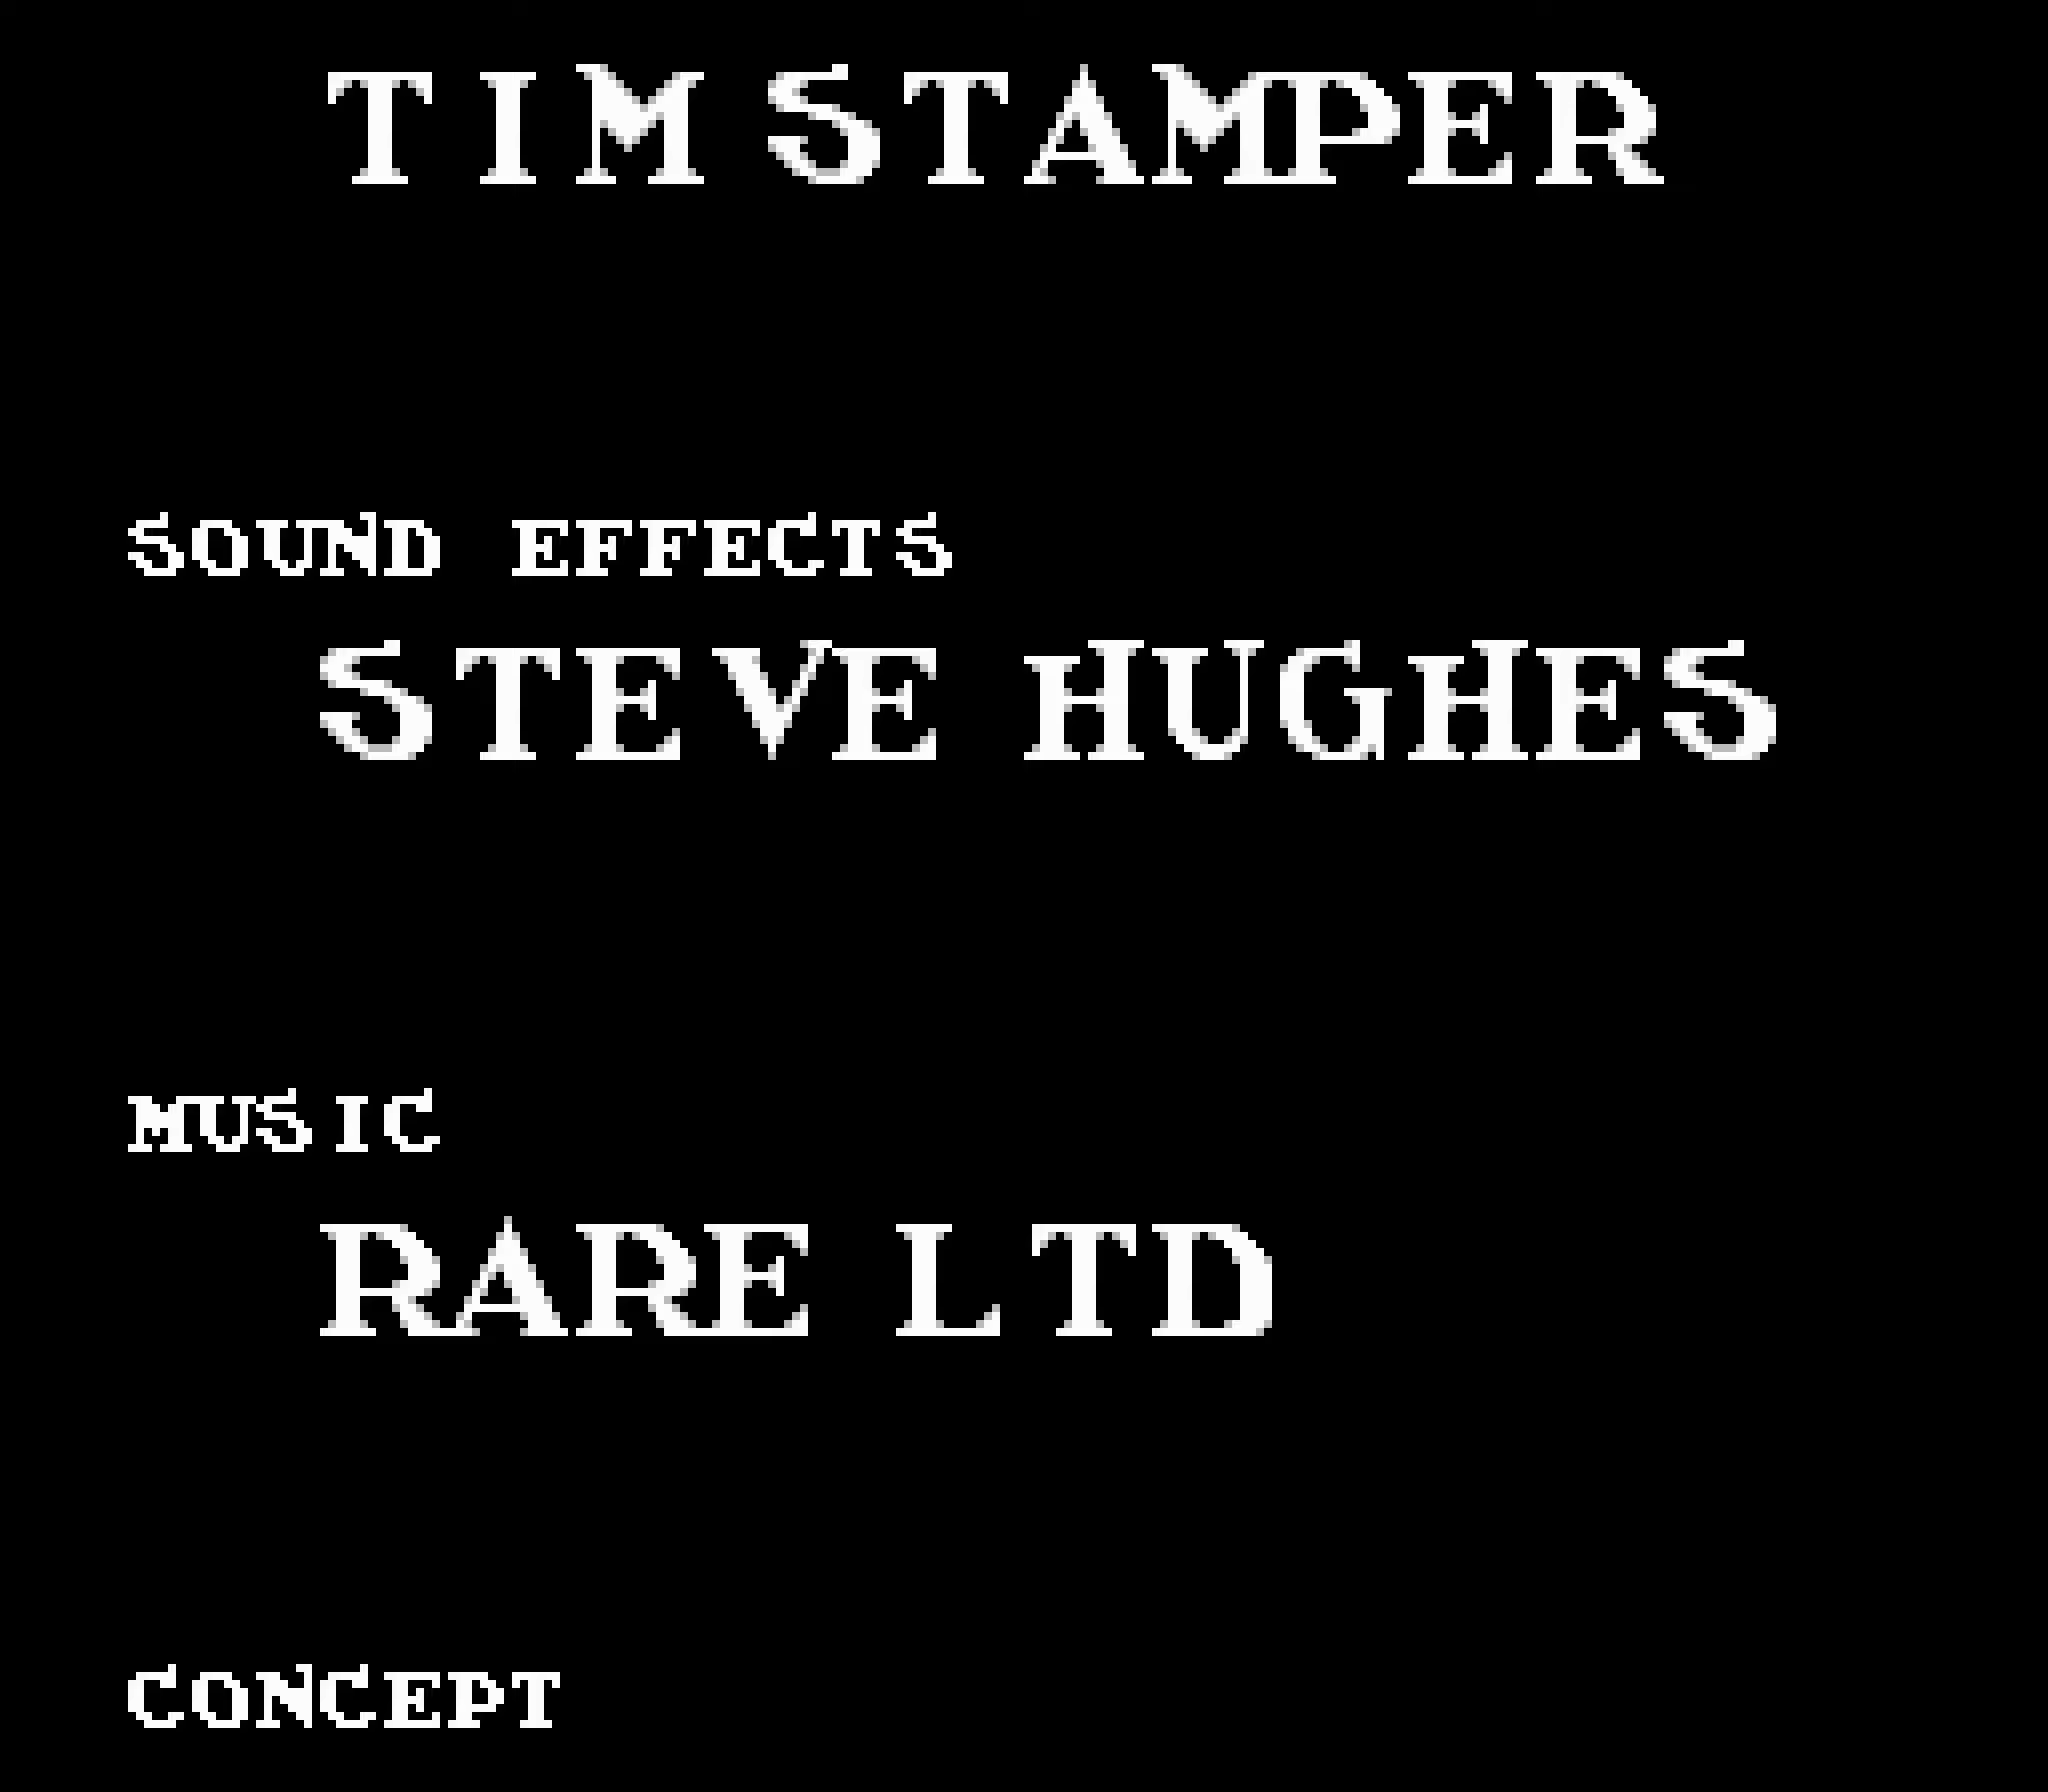 TIM STAMPER
SOUND EFFECTS
STEVE HUGHES
MUSIC
RARE LTD
CONCEPT